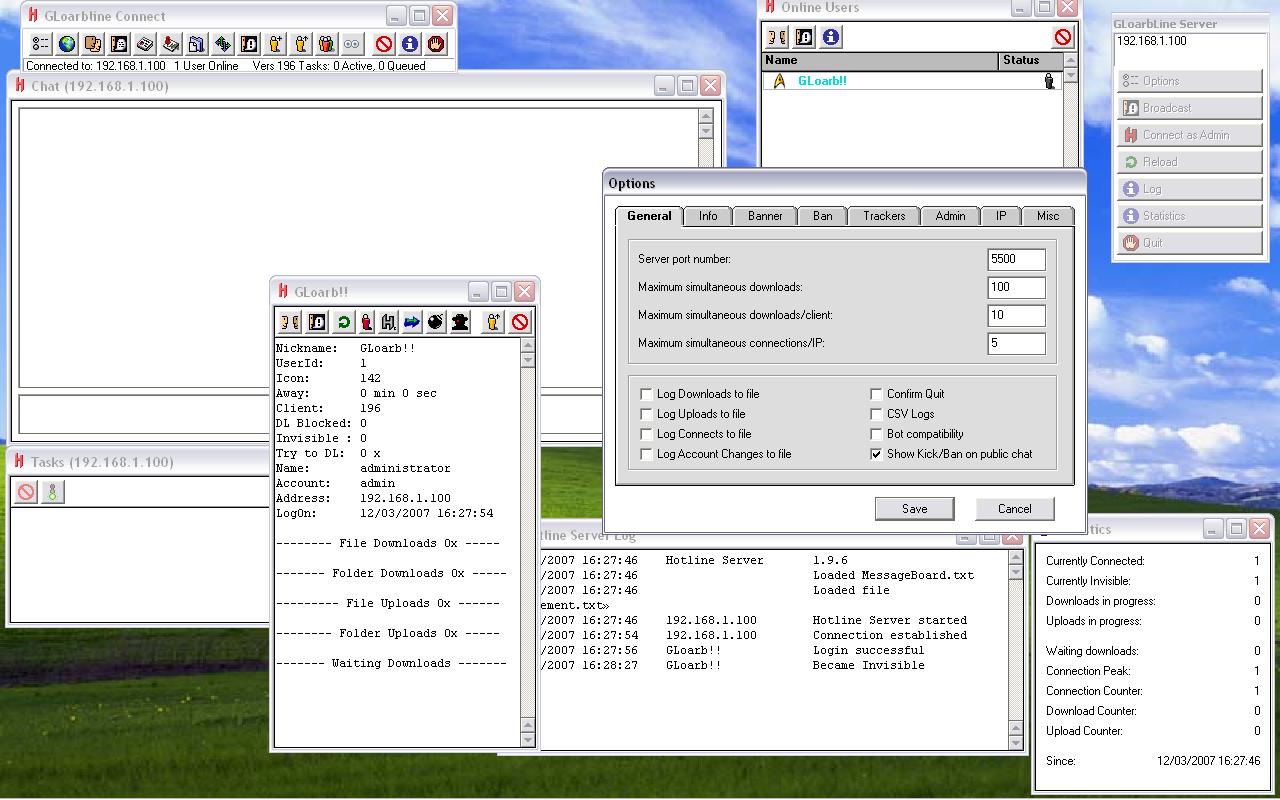 GLoarbline Connect
Connected to: 192.168.1.100 1 User Online Vers 196 Tasks: 0 Active, 0 Queued
Chat (192.168.1.100)
Online Users
Name Status
GLoarb!!
GLoarbLine Server
192.168.1.100
Options
Broadcast
Connect as Admin
Reload
Log
Statistics
Quit
Options
General Info Banner Ban Trackers Admin IP Misc
Server port number: 5500
Maximum simultaneous downloads: 100
Maximum simultaneous downloads/client: 10
Maximum simultaneous connections/IP: 5
Log Downloads to file Confirm Quit
Log Uploads to file CSV Logs
Log Connects to file Bot compatibility
Log Account Changes to file Show Kick/Ban on public chat
Save Cancel
GLoarb!!
Nickname: GLoarb!!
UserId: 1
Icon: 142
Away: 0 min 0 sec
Client: 196
DL Blocked: 0
Invisible : 0
Try to DL: 0 x
Name: administrator
Account: admin
Address: 192.168.1.100
LogOn: 12/03/2007 16:27:54
-------- File Downloads 0x -----
------- Folder Downloads 0x -----
-------- File Uploads 0x ------
-------- Folder Uploads 0x -----
------- Waiting Downloads -------
Tasks (192.168.1.100)
tline Server Log
/2007 16:27:46 Hotline Server 1.9.6
/2007 16:27:46 Loaded MessageBoard.txt
/2007 16:27:46 Loaded file
ement.txt»
/2007 16:27:46 192.168.1.100 Hotline Server started
/2007 16:27:54 192.168.1.100 Connection established
/2007 16:27:56 GLoarb!! Login successful
/2007 16:28:27 GLoarb!! Became Invisible
tics
Currently Connected: 1
Currently Invisible: 1
Downloads in progress: 0
Uploads in progress: 0
Waiting downloads: 0
Connection Peak: 1
Connection Counter: 1
Download Counter: 0
Upload Counter: 0
Since: 12/03/2007 16:27:46